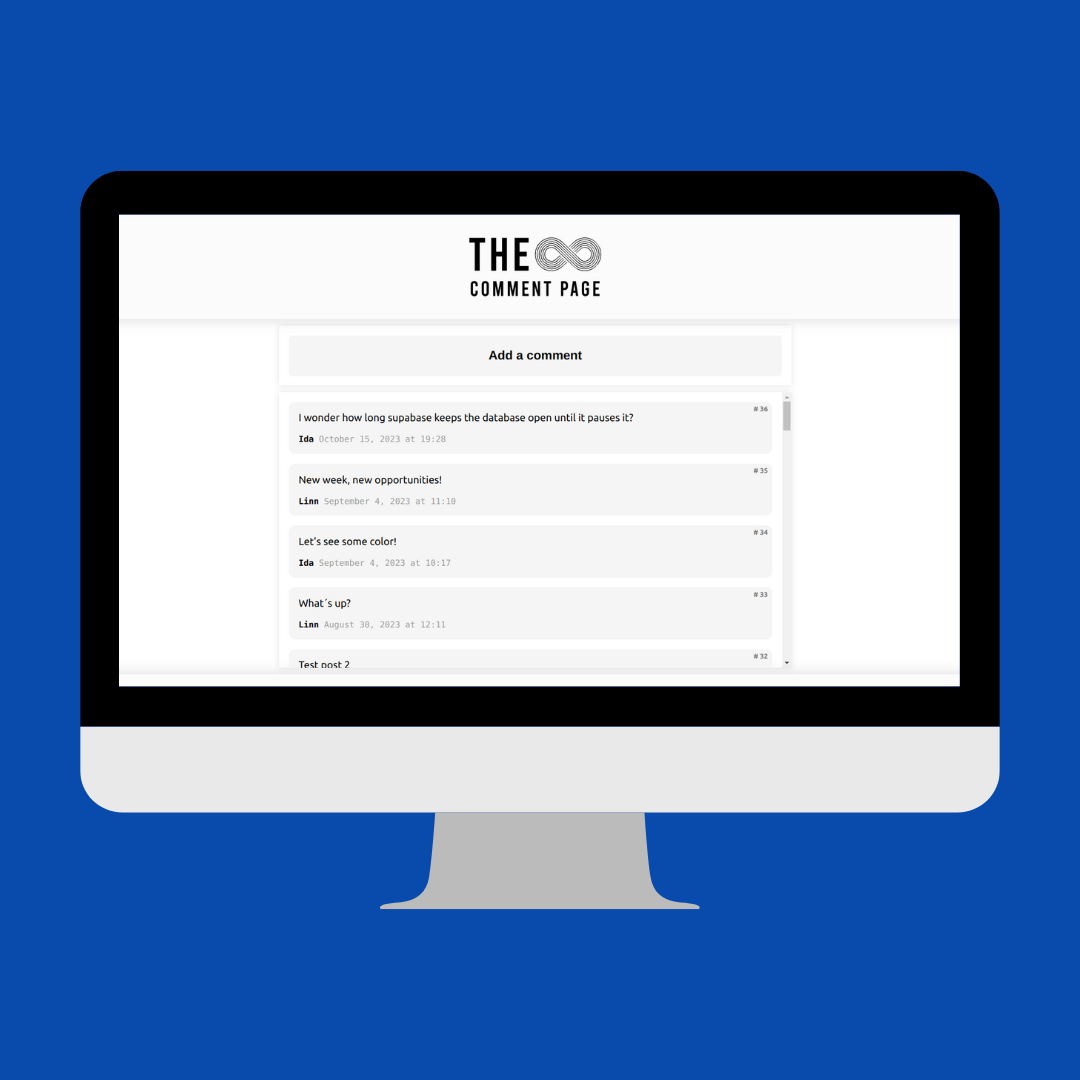 THE
COMMENT PAGE
Add a comment
#36
I wonder how long supabase keeps the database open until it pauses it?
Ida October 15, 2023 at 19:28
#35
New week, new opportunities!
Linn September 4, 2023 at 11:10
#34
Let's see some color!
Ida September 4, 2023 at 10:17
#33
What´s up?
Linn August 30, 2023 at 12:11
#32
Test post 2